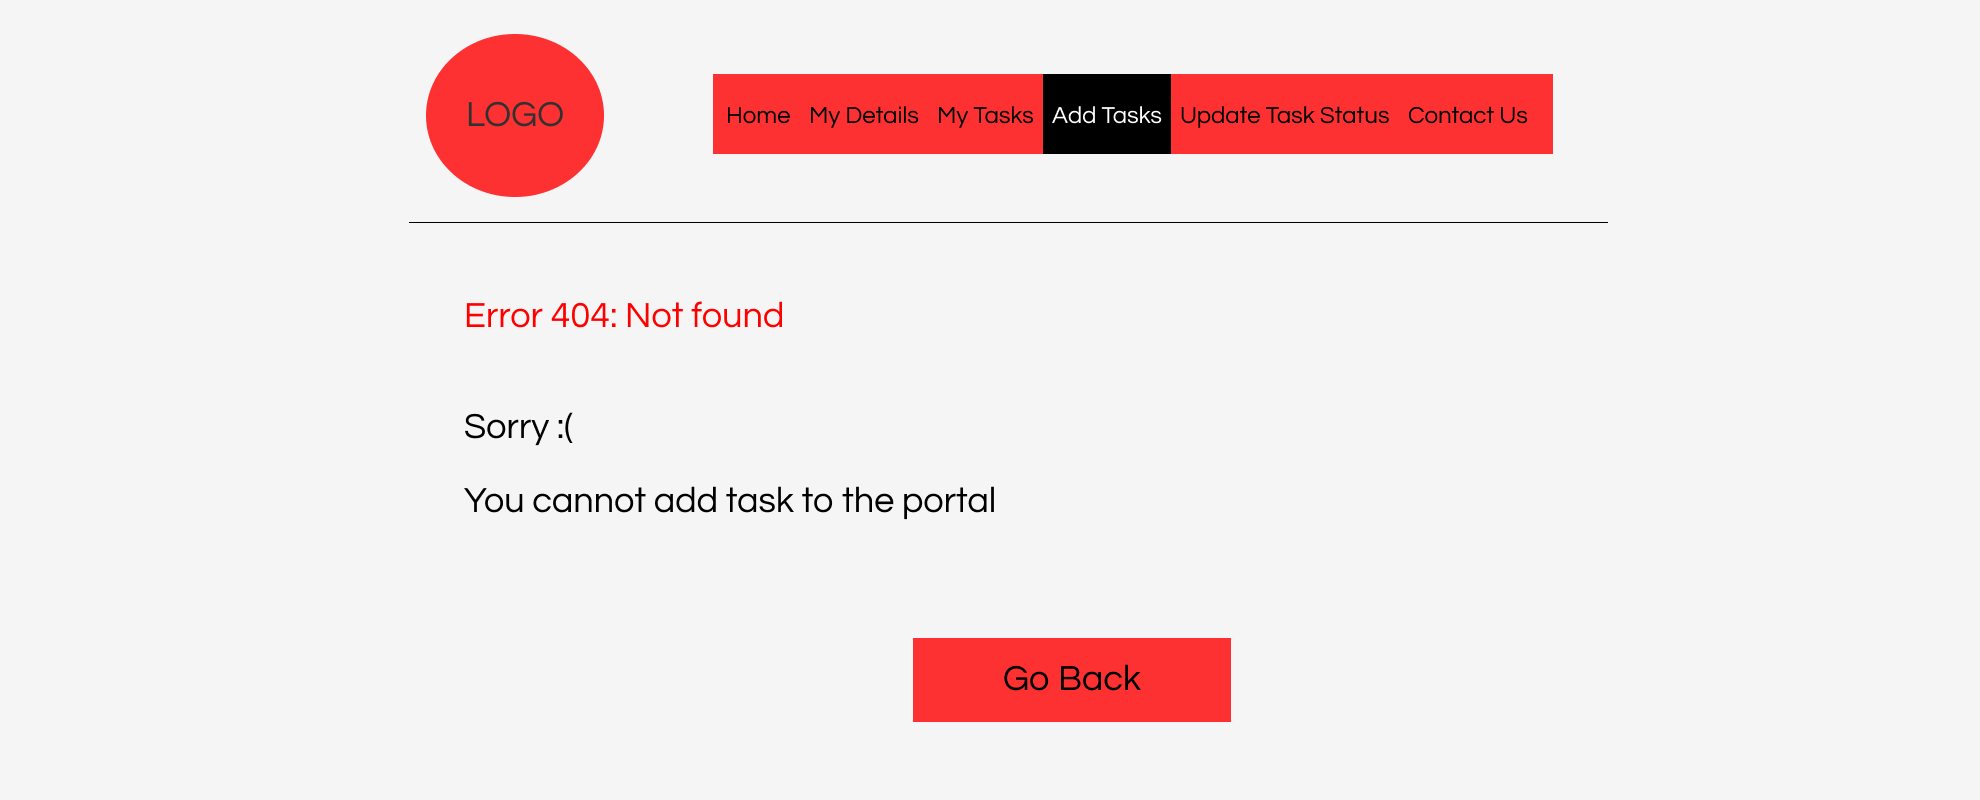 LOGO
Home My Details My Tasks Add Tasks Update Task Status Contact Us
Error 404: Not found
Sorry :(
You cannot add task to the portal
Go Back